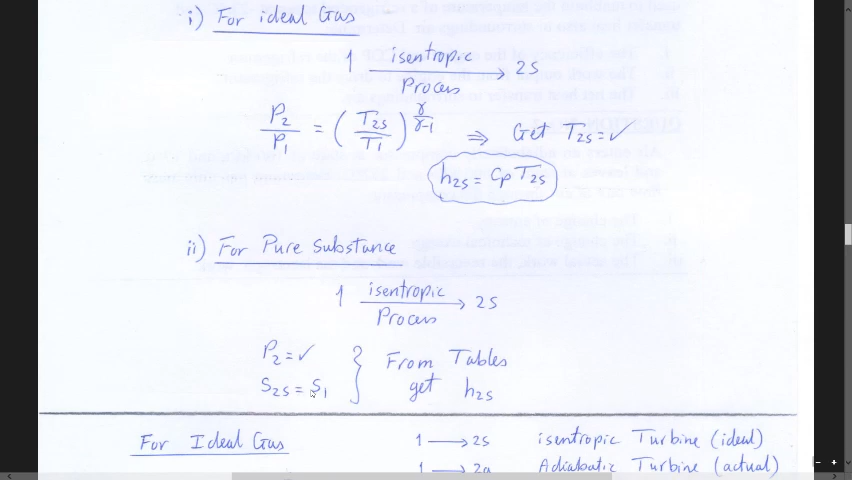 i) For ideal Gas
1 isentropic Process → 2s
P2/P1 = (T2s/T1)^(γ/γ-1) ⇒ Get T2s = ✓
h2s = Cp T2s
ii) For Pure Substance
1 isentropic Process → 2s
P2 = ✓ } From Tables
S2s = S1 get h2s
For Ideal Gas 1 → 2s isentropic Turbine (ideal)
1 → 2a Adiabatic Turbine (actual)